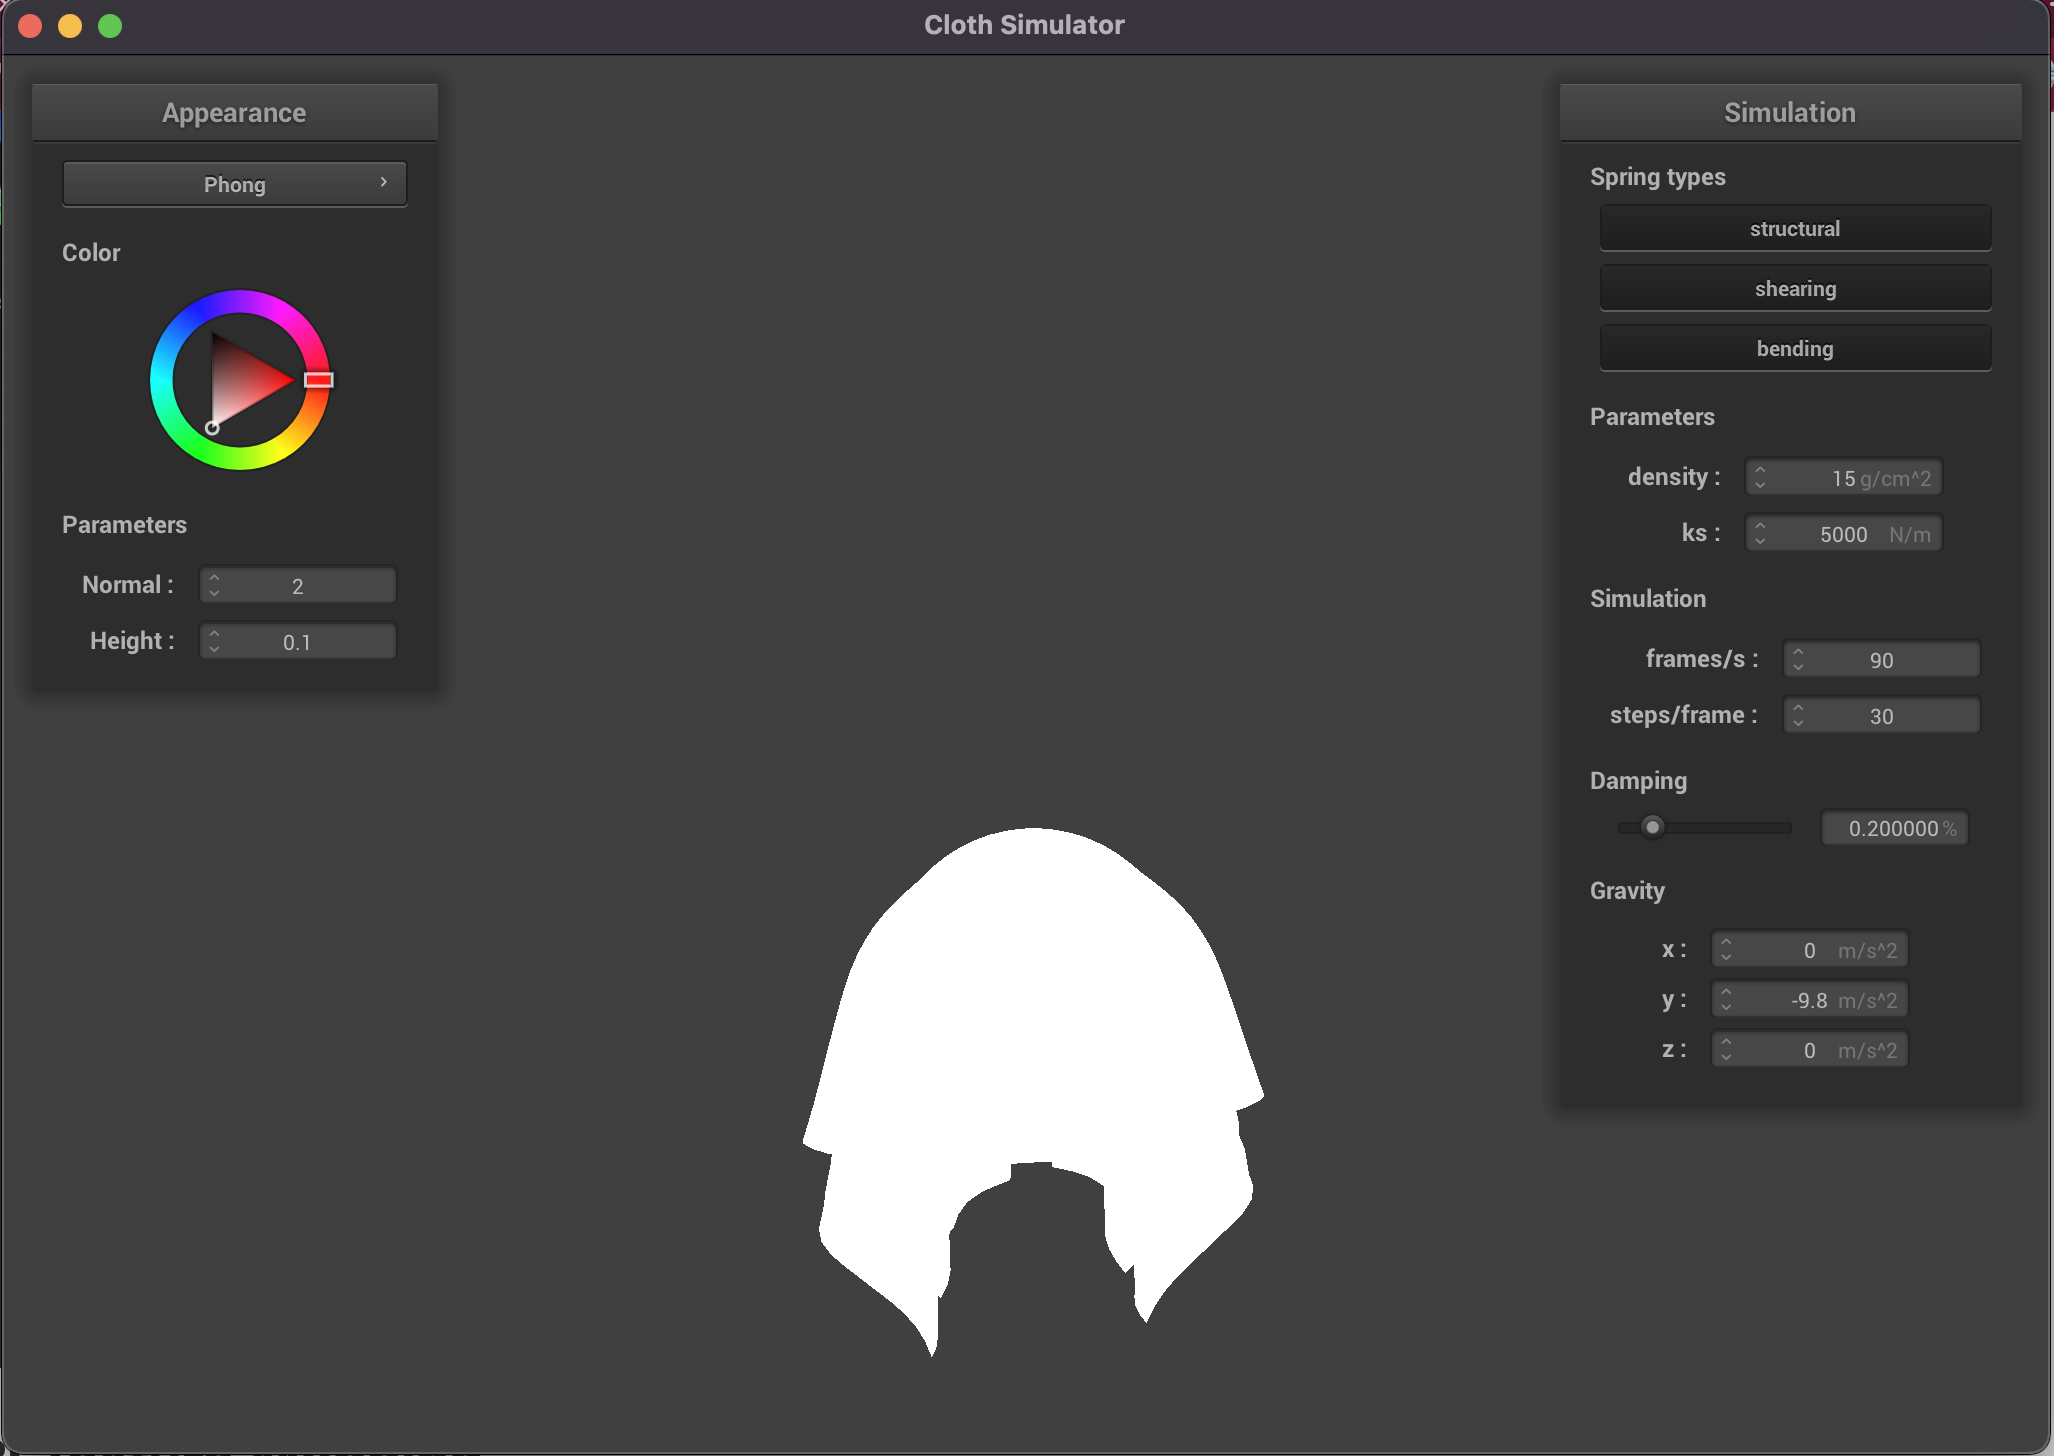 Cloth Simulator
Appearance
Phong
Color
Parameters
Normal : 2
Height : 0.1
Simulation
Spring types
structural
shearing
bending
Parameters
density : 15 g/cm^2
ks : 5000 N/m
Simulation
frames/s : 90
steps/frame : 30
Damping
0.200000 %
Gravity
x : 0 m/s^2
y : -9.8 m/s^2
z : 0 m/s^2